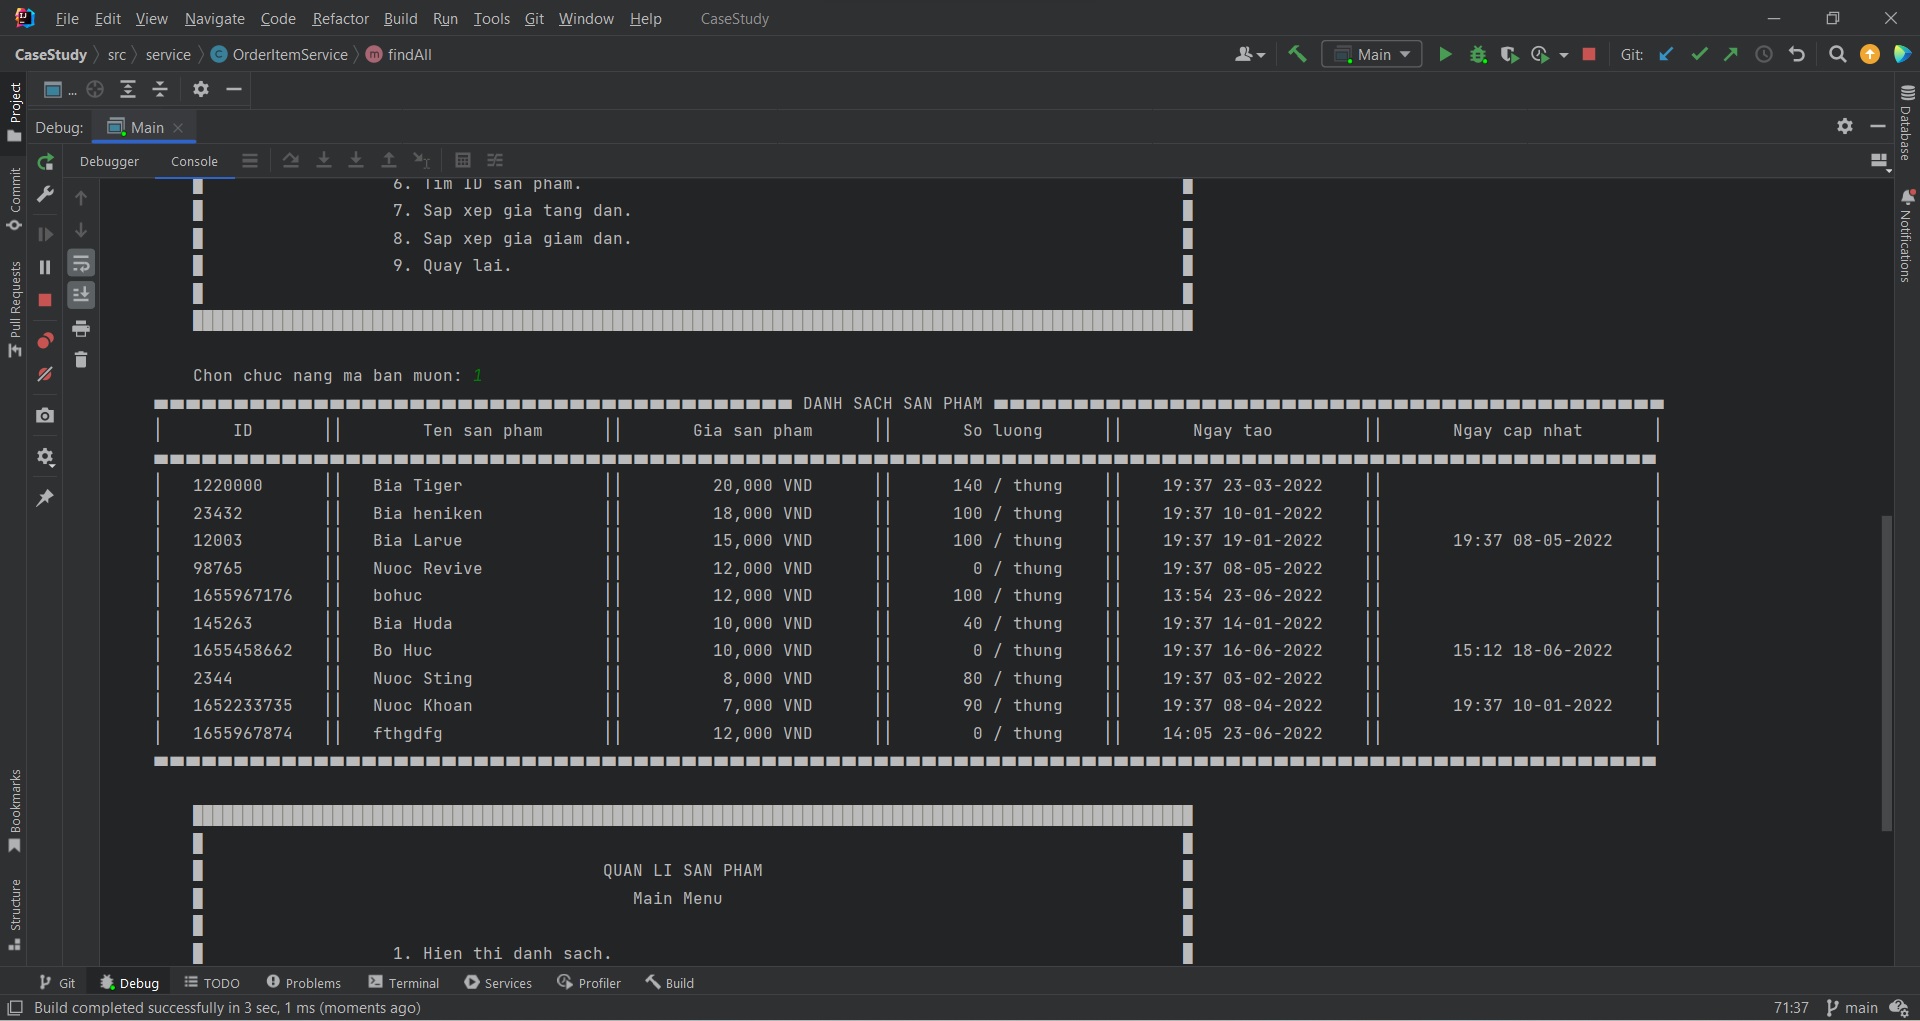 File Edit View Navigate Code Refactor Build Run Tools Git Window Help CaseStudy
CaseStudy src service OrderItemService findAll Main Git:
...
Debug: Main
Debugger Console
Project
Commit
Pull Requests
Bookmarks
Structure
Database
Notifications
6. Tim ID san pham.
7. Sap xep gia tang dan.
8. Sap xep gia giam dan.
9. Quay lai.
Chon chuc nang ma ban muon: 1
DANH SACH SAN PHAM
ID Ten san pham Gia san pham So luong Ngay tao Ngay cap nhat
1220000 Bia Tiger 20,000 VND 140 / thung 19:37 23-03-2022
23432 Bia heniken 18,000 VND 100 / thung 19:37 10-01-2022
12003 Bia Larue 15,000 VND 100 / thung 19:37 19-01-2022 19:37 08-05-2022
98765 Nuoc Revive 12,000 VND 0 / thung 19:37 08-05-2022
1655967176 bohuc 12,000 VND 100 / thung 13:54 23-06-2022
145263 Bia Huda 10,000 VND 40 / thung 19:37 14-01-2022
1655458662 Bo Huc 10,000 VND 0 / thung 19:37 16-06-2022 15:12 18-06-2022
2344 Nuoc Sting 8,000 VND 80 / thung 19:37 03-02-2022
1652233735 Nuoc Khoan 7,000 VND 90 / thung 19:37 08-04-2022 19:37 10-01-2022
1655967874 fthgdfg 12,000 VND 0 / thung 14:05 23-06-2022
QUAN LI SAN PHAM
Main Menu
1. Hien thi danh sach.
Git Debug TODO Problems Terminal Services Profiler Build
Build completed successfully in 3 sec, 1 ms (moments ago) 71:37 main